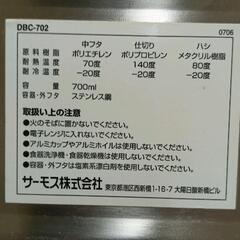 DBC-702
0706
中フタ 仕切り ハシ
原料樹脂 ポリエチレン ポリプロピレン メタクリル樹脂
耐熱温度 70度 140度 80度
耐冷温度 -20度 -20度 -20度
容量 700ml
容器・外フタ ステンレス鋼
取扱い上の注意
●火のそばに置かないでください。
●電子レンジに入れないでください。
●アルミカップやアルミホイルは使用しないでください。
●食器洗浄機・食器乾燥機は使用しないでください。
●容器・外フタは、塩素系漂白剤を使用しないでください。
サーモス株式会社
東京都港区西新橋1-16-7 大曜日酸新橋ビル